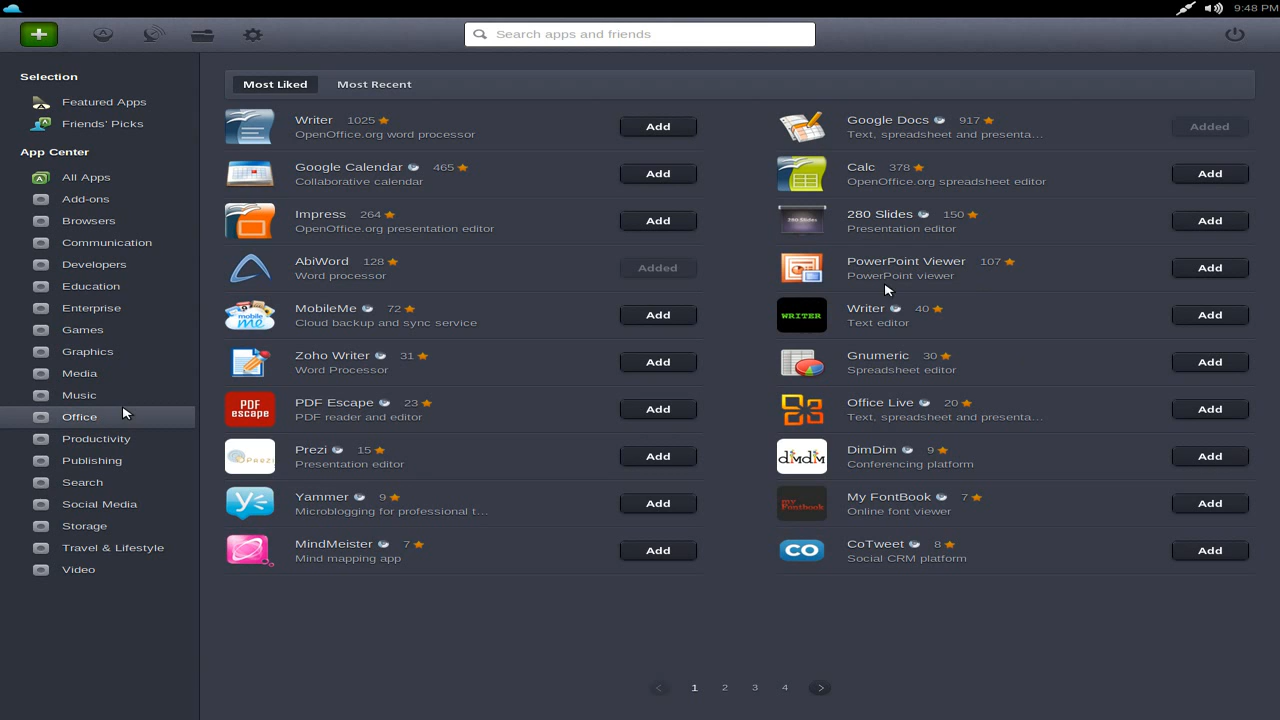 9:48 PM
Search apps and friends
Selection
Featured Apps
Friends' Picks
App Center
All Apps
Add-ons
Browsers
Communication
Developers
Education
Enterprise
Games
Graphics
Media
Music
Office
Productivity
Publishing
Search
Social Media
Storage
Travel & Lifestyle
Video
Most Liked
Most Recent
Writer 1025
OpenOffice.org word processor
Add
Google Docs 917
Text, spreadsheet and presenta...
Added
Google Calendar 465
Collaborative calendar
Add
Calc 378
OpenOffice.org spreadsheet editor
Add
Impress 264
OpenOffice.org presentation editor
Add
280 Slides
280 Slides 150
Presentation editor
Add
AbiWord 128
Word processor
Added
PowerPoint Viewer 107
PowerPoint viewer
Add
mobile me
MobileMe 72
Cloud backup and sync service
Add
WRITER
Writer 40
Text editor
Add
Zoho Writer 31
Word Processor
Add
Gnumeric 30
Spreadsheet editor
Add
PDF
escape
PDF Escape 23
PDF reader and editor
Add
Office Live 20
Text, spreadsheet and presenta...
Add
PREZI
Prezi 15
Presentation editor
Add
dimdim
DimDim 9
Conferencing platform
Add
Yammer 9
Microblogging for professional t...
Add
MY
Fontbook
My FontBook 7
Online font viewer
Add
MindMeister 7
Mind mapping app
Add
CO
CoTweet 8
Social CRM platform
Add
1 2 3 4